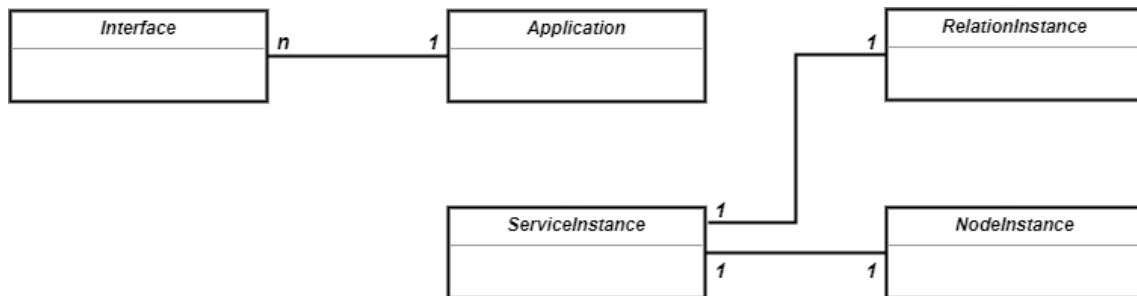 Interface
n
1
Application
1
RelationInstance
ServiceInstance
1
1
1
NodeInstance